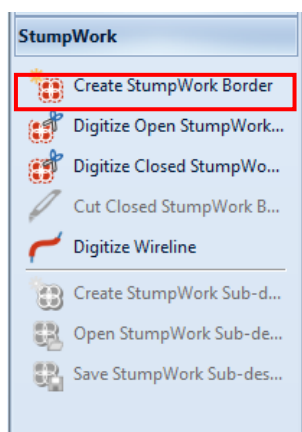 StumpWork
Create StumpWork Border
Digitize Open StumpWork...
Digitize Closed StumpWo...
Cut Closed StumpWork B...
Digitize Wireline
Create StumpWork Sub-d...
Open StumpWork Sub-de...
Save StumpWork Sub-des...